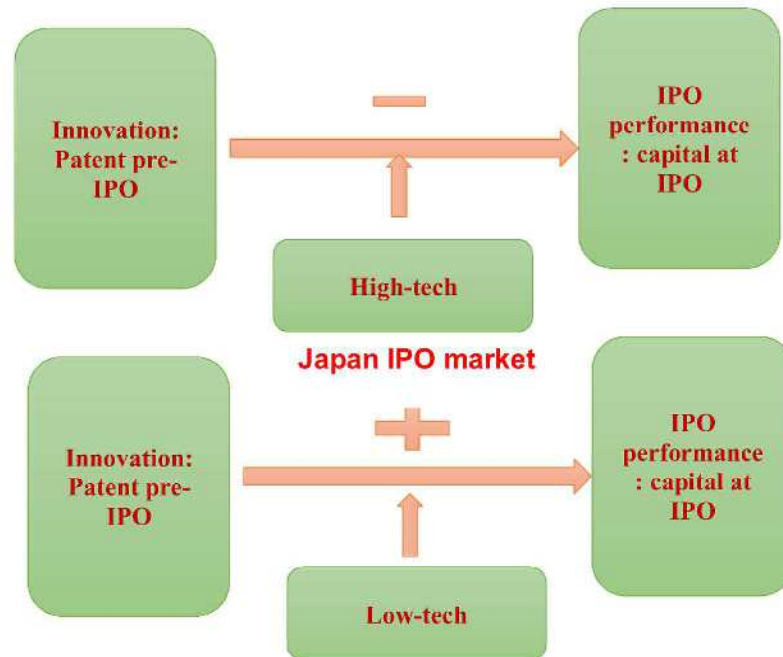 Innovation:
Patent pre-
IPO
IPO
performance
: capital at
IPO
High-tech
Japan IPO market
Innovation:
Patent pre-
IPO
IPO
performance
: capital at
IPO
Low-tech